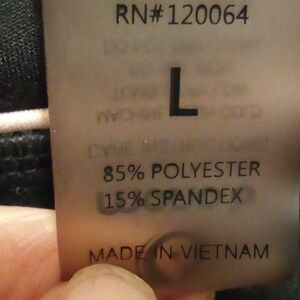 RN#120064
L
85% POLYESTER
15% SPANDEX
MADE IN VIETNAM